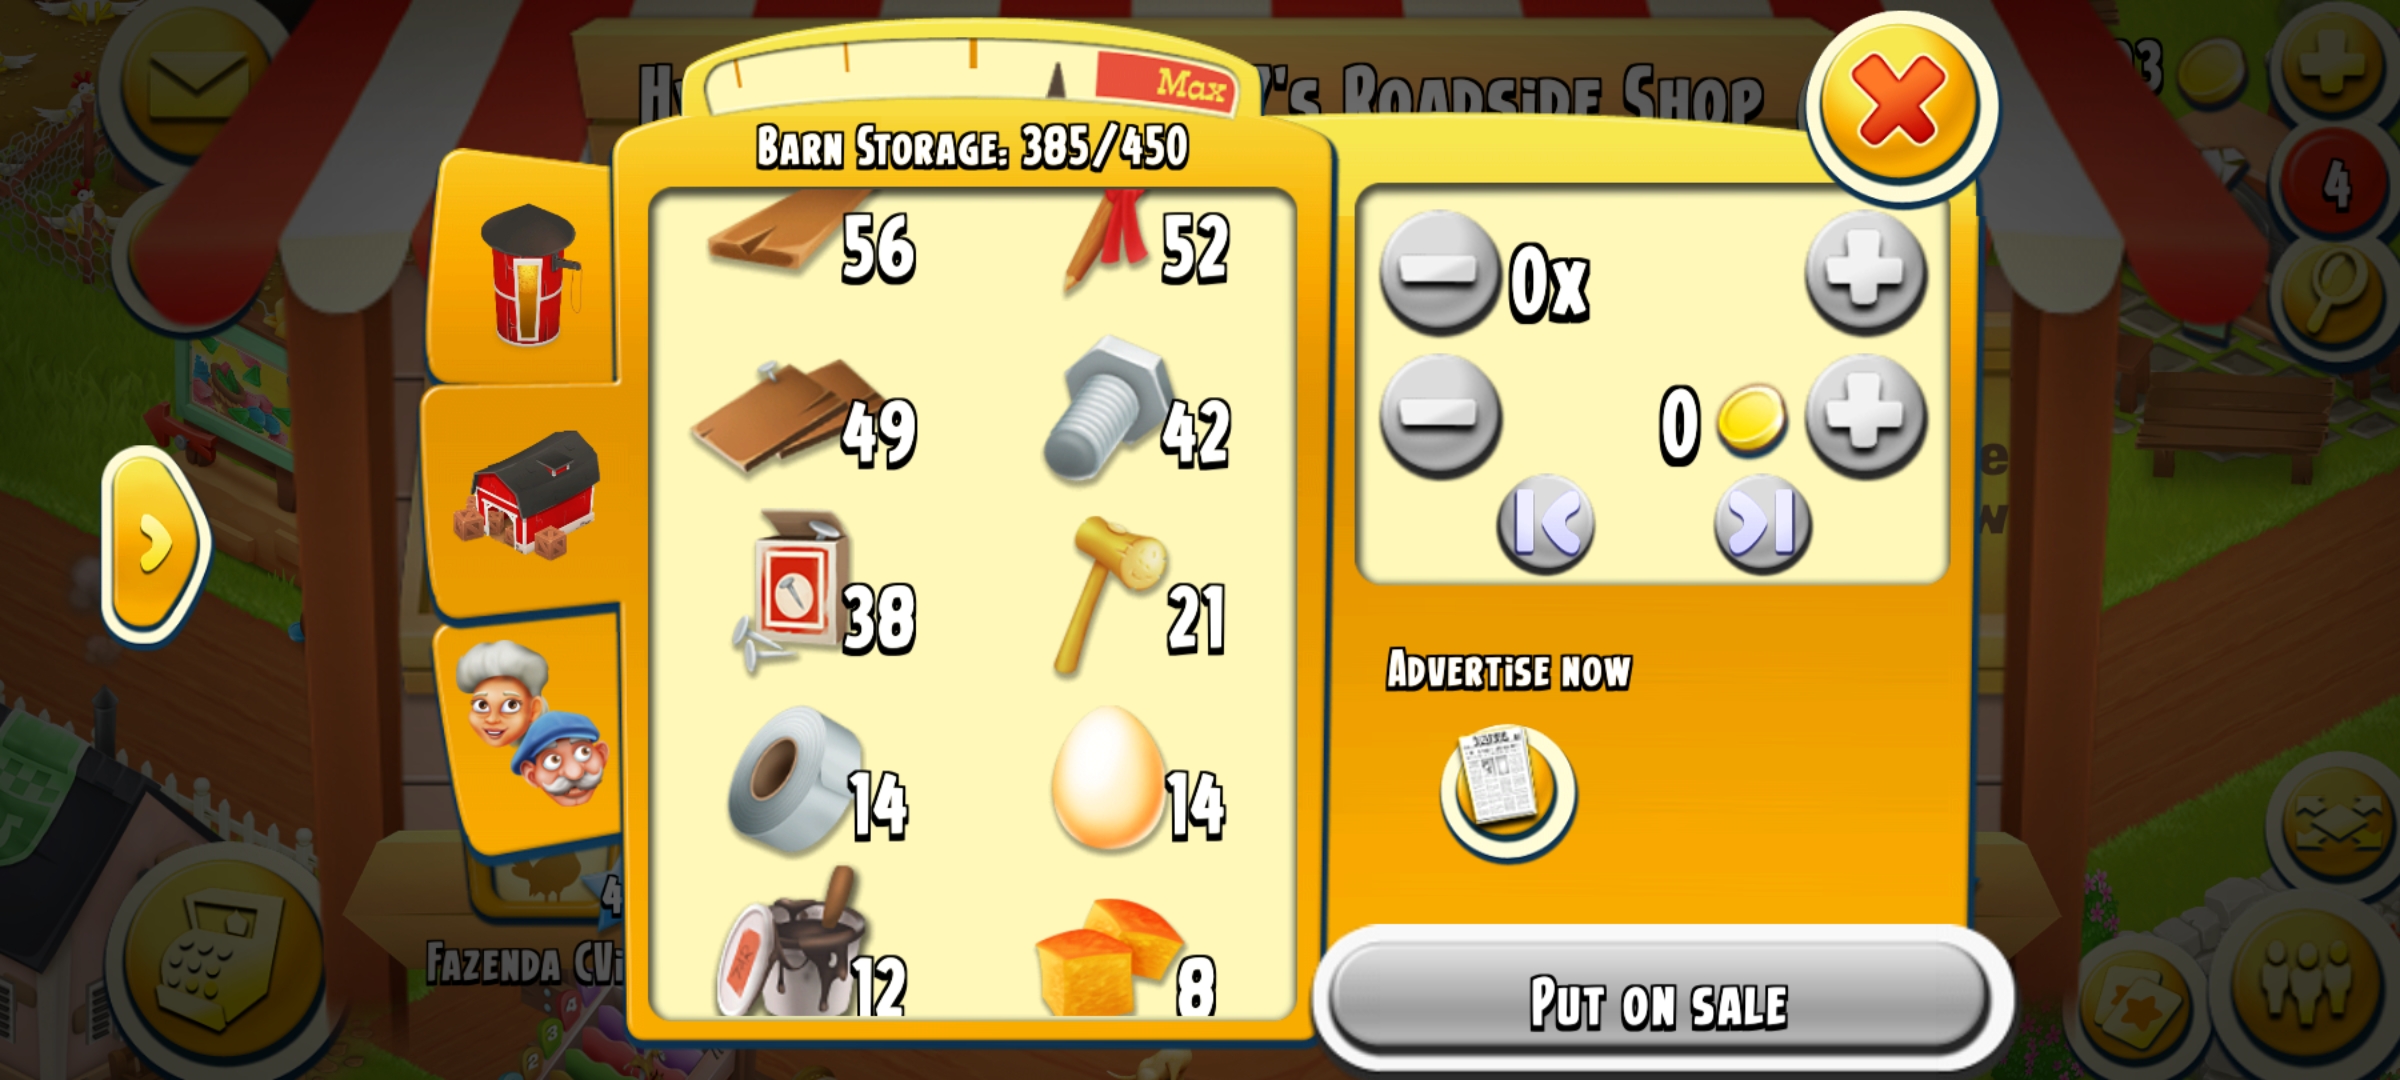 'S ROADSIDE SHOP
Max
BARN STORAGE: 385/450
56
52
49
42
38
21
14
14
12
8
0x
0
ADVERTISE NOW
PUT ON SALE
4
FAZENDA